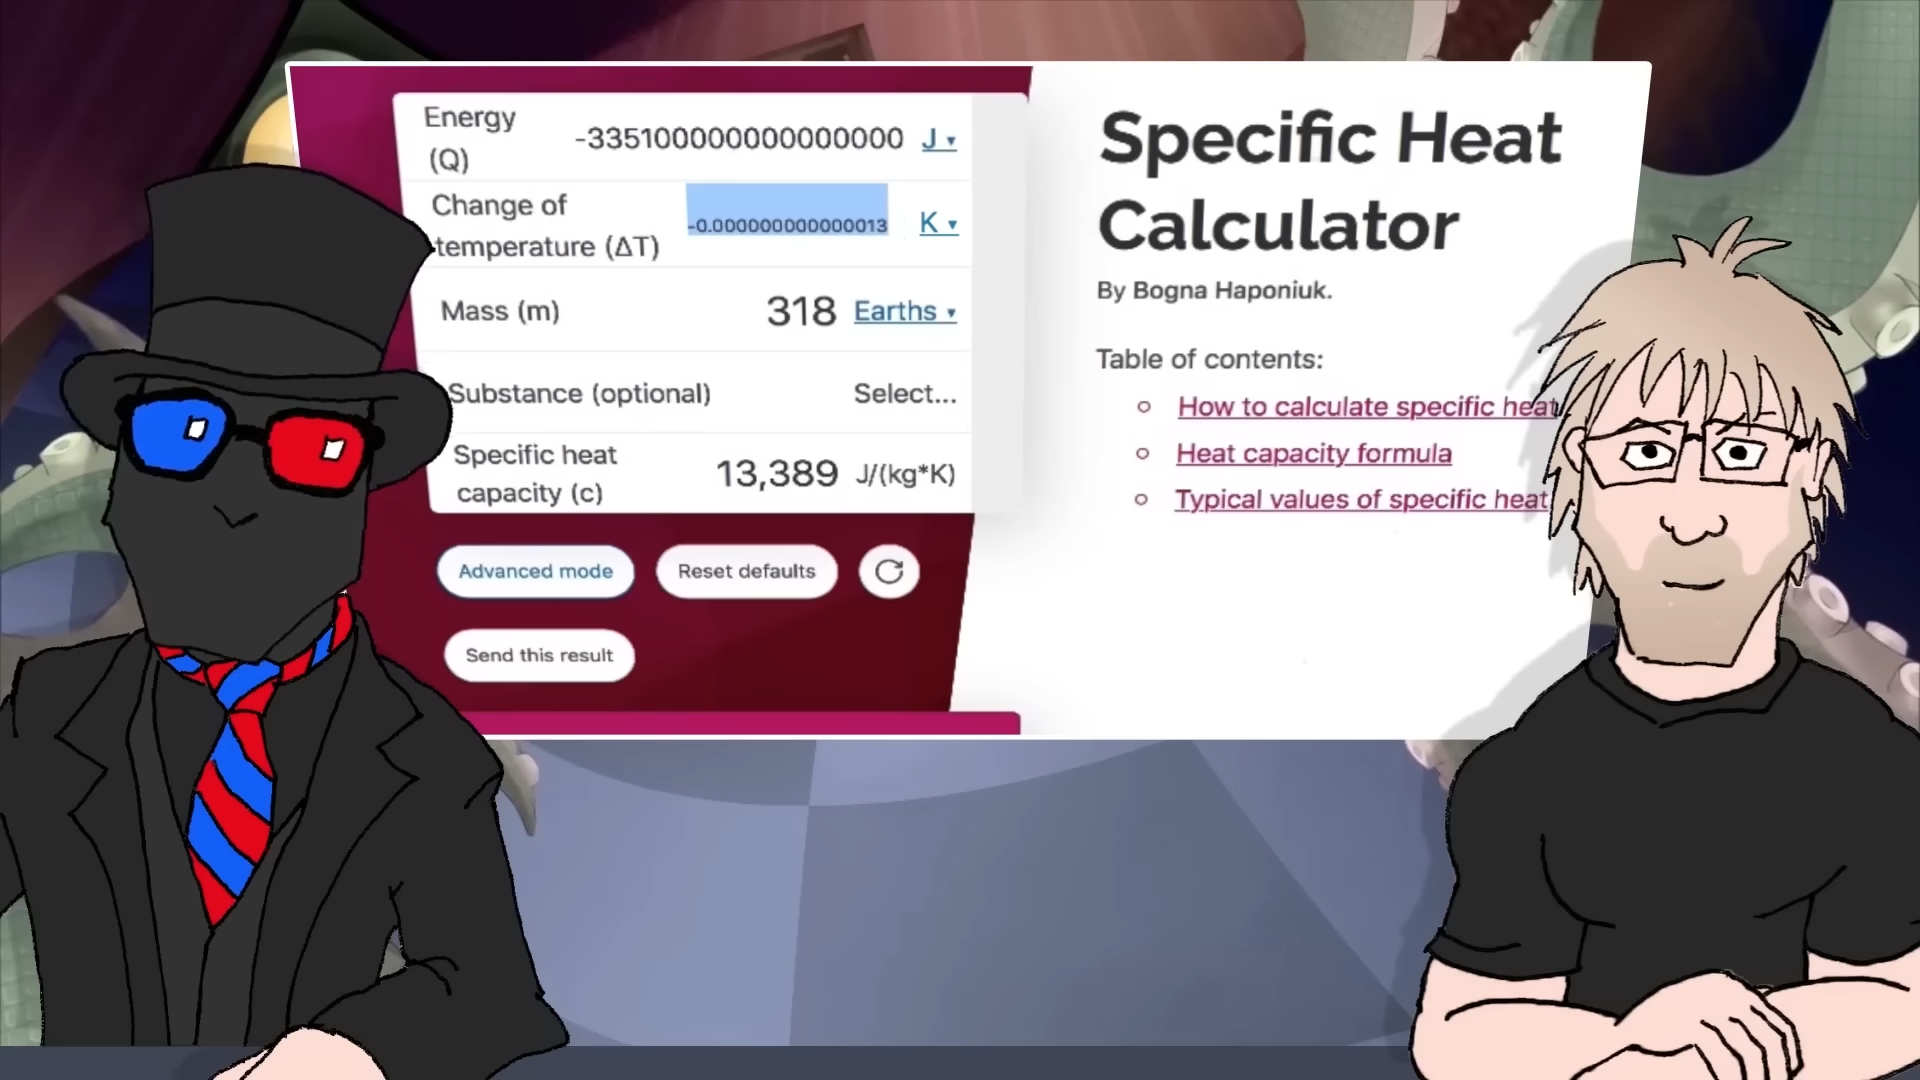 Energy
(Q)
-335100000000000000 J ▾
Change of
temperature (ΔT)
-0.000000000000013 K ▾
Mass (m) 318 Earths ▾
Substance (optional) Select...
Specific heat
capacity (c)
13,389 J/(kg*K)
Advanced mode Reset defaults
Send this result
Specific Heat
Calculator
By Bogna Haponiuk.
Table of contents:
How to calculate specific heat
Heat capacity formula
Typical values of specific heat